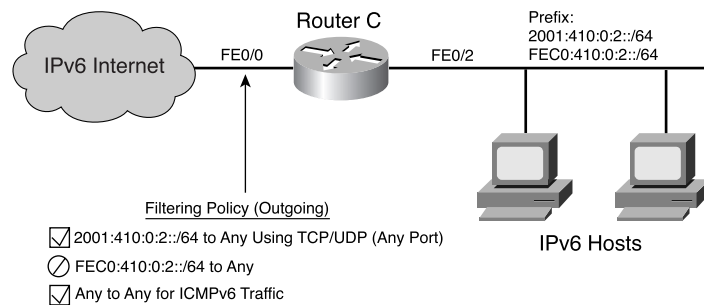 Router C
Prefix:
2001:410:0:2::/64
FEC0:410:0:2::/64
IPv6 Internet
FE0/0
FE0/2
Filtering Policy (Outgoing)
2001:410:0:2::/64 to Any Using TCP/UDP (Any Port)
FEC0:410:0:2::/64 to Any
Any to Any for ICMPv6 Traffic
IPv6 Hosts